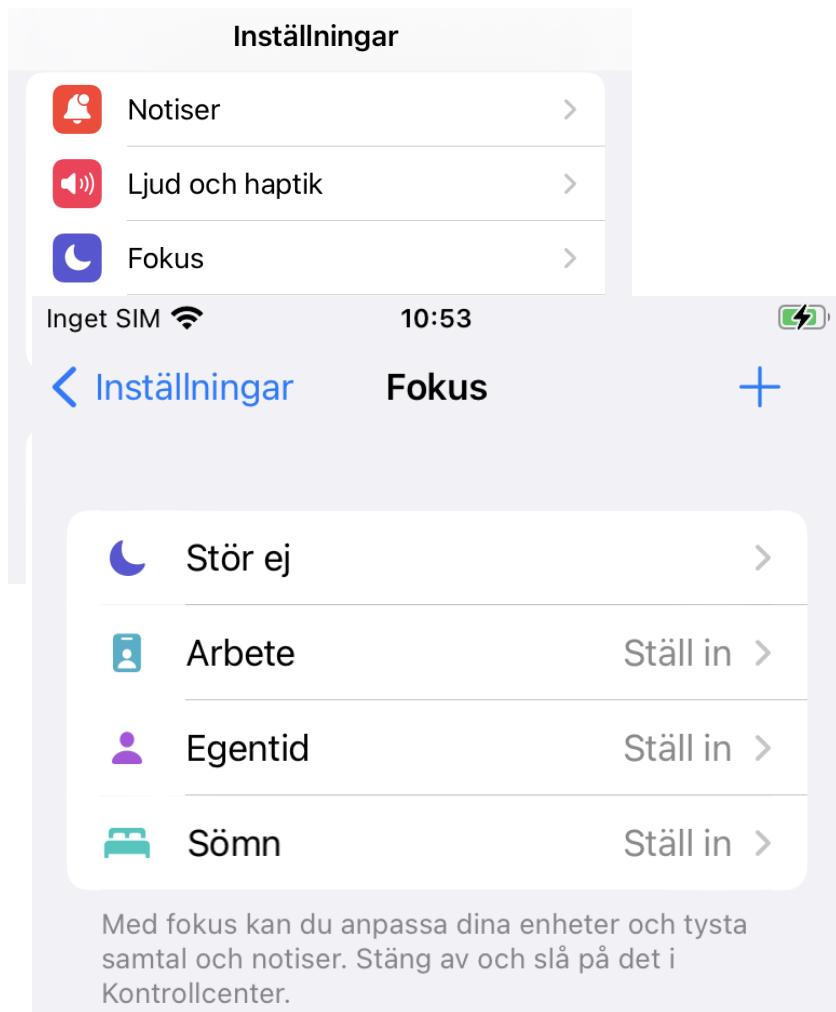 Inställningar
Notiser
Ljud och haptik
Fokus
Inget SIM 10:53
Inställningar Fokus
Stör ej
Arbete Ställ in
Egentid Ställ in
Sömn Ställ in
Med fokus kan du anpassa dina enheter och tysta
samtal och notiser. Stäng av och slå på det i
Kontrollcenter.